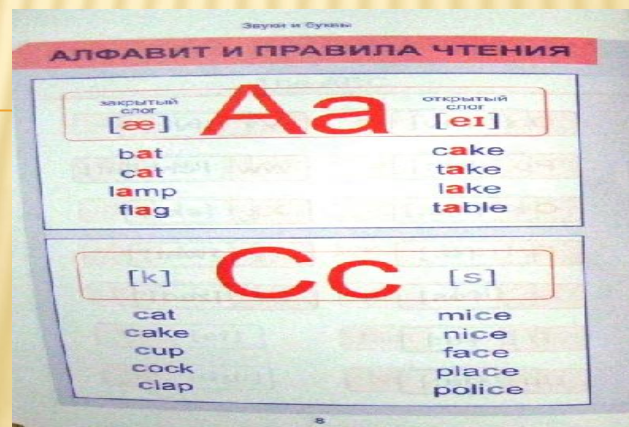 Звуки и буквы
АЛФАВИТ И ПРАВИЛА ЧТЕНИЯ
закрытый слог
[æ]
Aa
открытый слог
[eɪ]
bat
cat
lamp
flag
cake
take
lake
table
[k]
Cc
[s]
cat
cake
cup
cock
clap
mice
nice
face
place
police
8